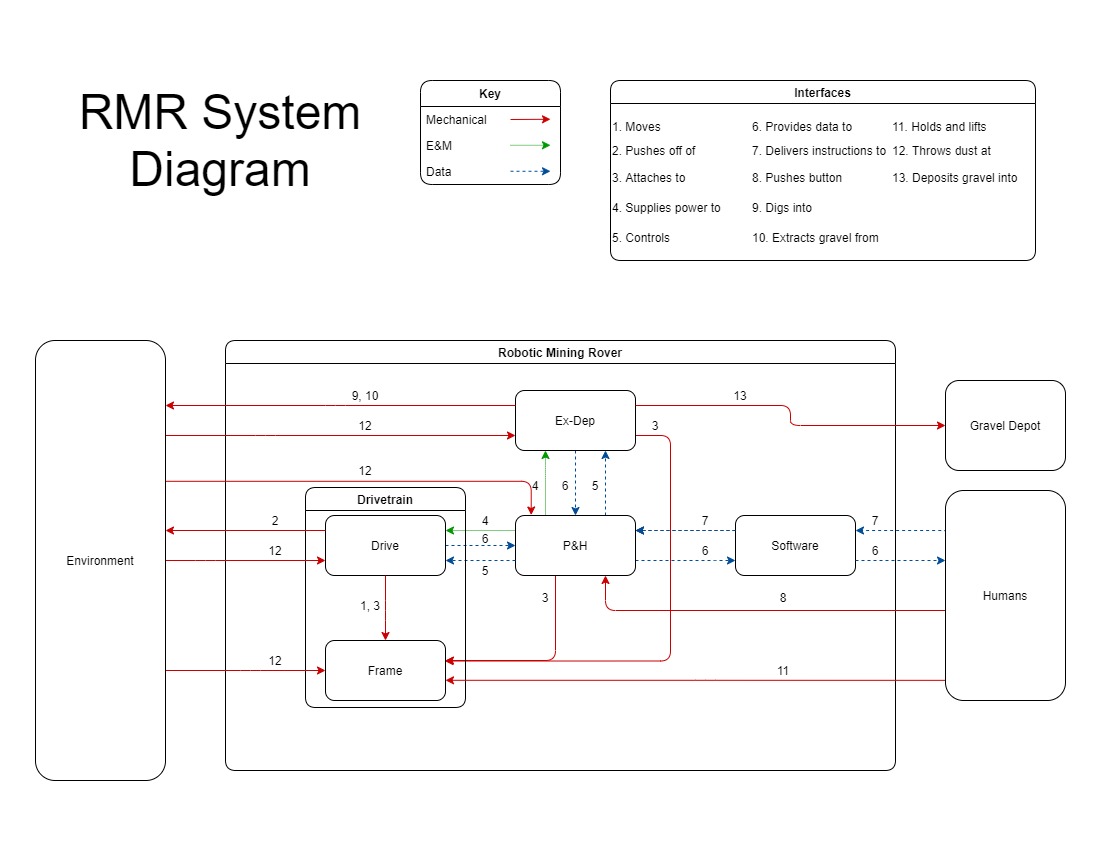 RMR System
Diagram
Key
Mechanical
E&M
Data
Interfaces
1. Moves
6. Provides data to
11. Holds and lifts
2. Pushes off of
7. Delivers instructions to
12. Throws dust at
3. Attaches to
8. Pushes button
13. Deposits gravel into
4. Supplies power to
9. Digs into
5. Controls
10. Extracts gravel from
Robotic Mining Rover
9, 10
13
Ex-Dep
Gravel Depot
12
3
12
4
6
5
Drivetrain
2
4
7
7
6
Drive
P&H
Software
12
6
6
5
Environment
Humans
1, 3
3
8
12
Frame
11